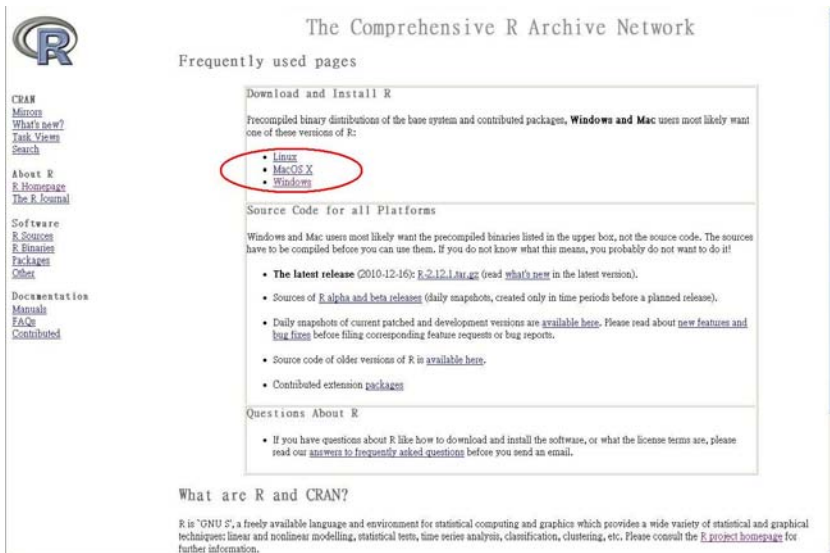 R
The Comprehensive R Archive Network
Frequently used pages
CRAN
Mirrors
What's new?
Task Views
Search
About R
R Homepage
The R Journal
Software
R Sources
R Binaries
Packages
Other
Documentation
Manuals
FAQs
Contributed
Download and Install R
Precompiled binary distributions of the base system and contributed packages, Windows and Mac users most likely want
one of these versions of R:
• Linux
• MacOS X
• Windows
Source Code for all Platforms
Windows and Mac users most likely want the precompiled binaries listed in the upper box, not the source code. The sources
have to be compiled before you can use them. If you do not know what this means, you probably do not want to do it!
• The latest release (2010-12-16): R-2.12.1.tar.gz (read what's new in the latest version).
• Sources of R alpha and beta releases (daily snapshots, created only in time periods before a planned release).
• Daily snapshots of current patched and development versions are available here. Please read about new features and
bug fixes before filing corresponding feature requests or bug reports.
• Source code of older versions of R is available here.
• Contributed extension packages
Questions About R
• If you have questions about R like how to download and install the software, or what the license terms are, please
read our answers to frequently asked questions before you send an email.
What are R and CRAN?
R is `GNU S', a freely available language and environment for statistical computing and graphics which provides a wide variety of statistical and graphical
techniques: linear and nonlinear modelling, statistical tests, time series analysis, classification, clustering, etc. Please consult the R project homepage for
further information.